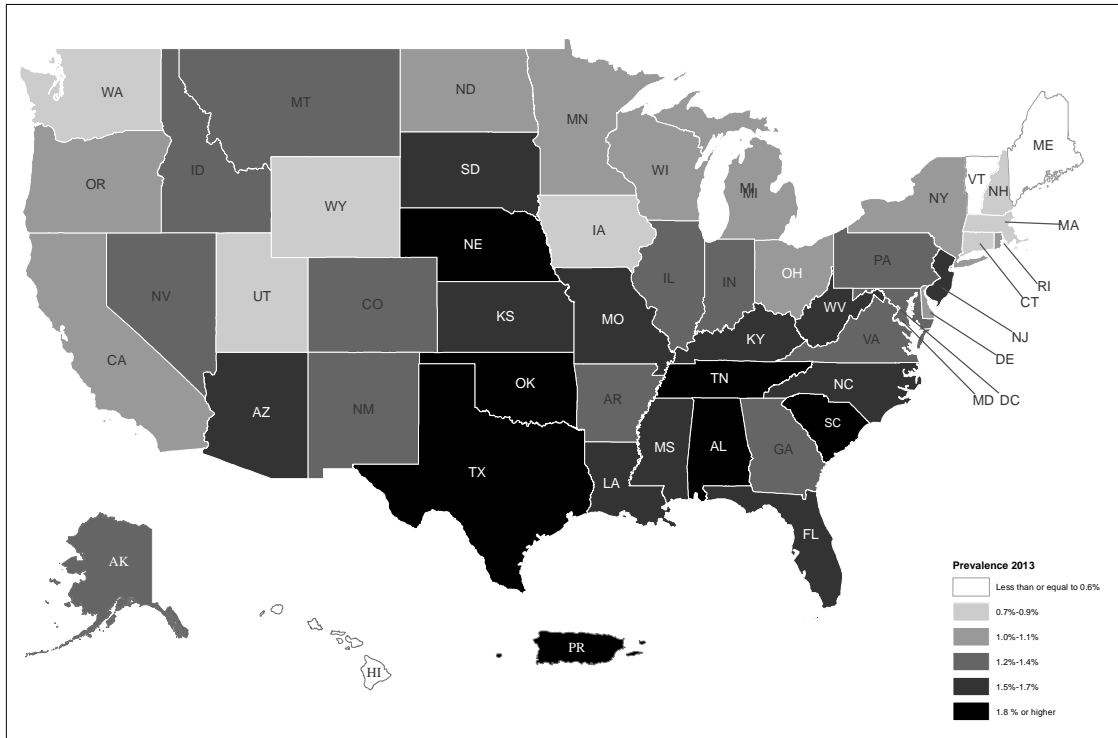 ME
WA
MT
ND
MN
VT
NH
ID
SD
WI
MI
MI
NY
MA
OR
WY
RI
IA
NE
PA
CT
OH
IL
IN
NV
UT
CO
WV
NJ
KS
MO
KY
VA
DE
CA
TN
NC
MD
DC
OK
AR
AZ
NM
SC
MS
AL
GA
TX
LA
FL
AK
HI
PR
Prevalence 2013
Less than or equal to 0.6%
0.7%-0.9%
1.0%-1.1%
1.2%-1.4%
1.5%-1.7%
1.8 % or higher